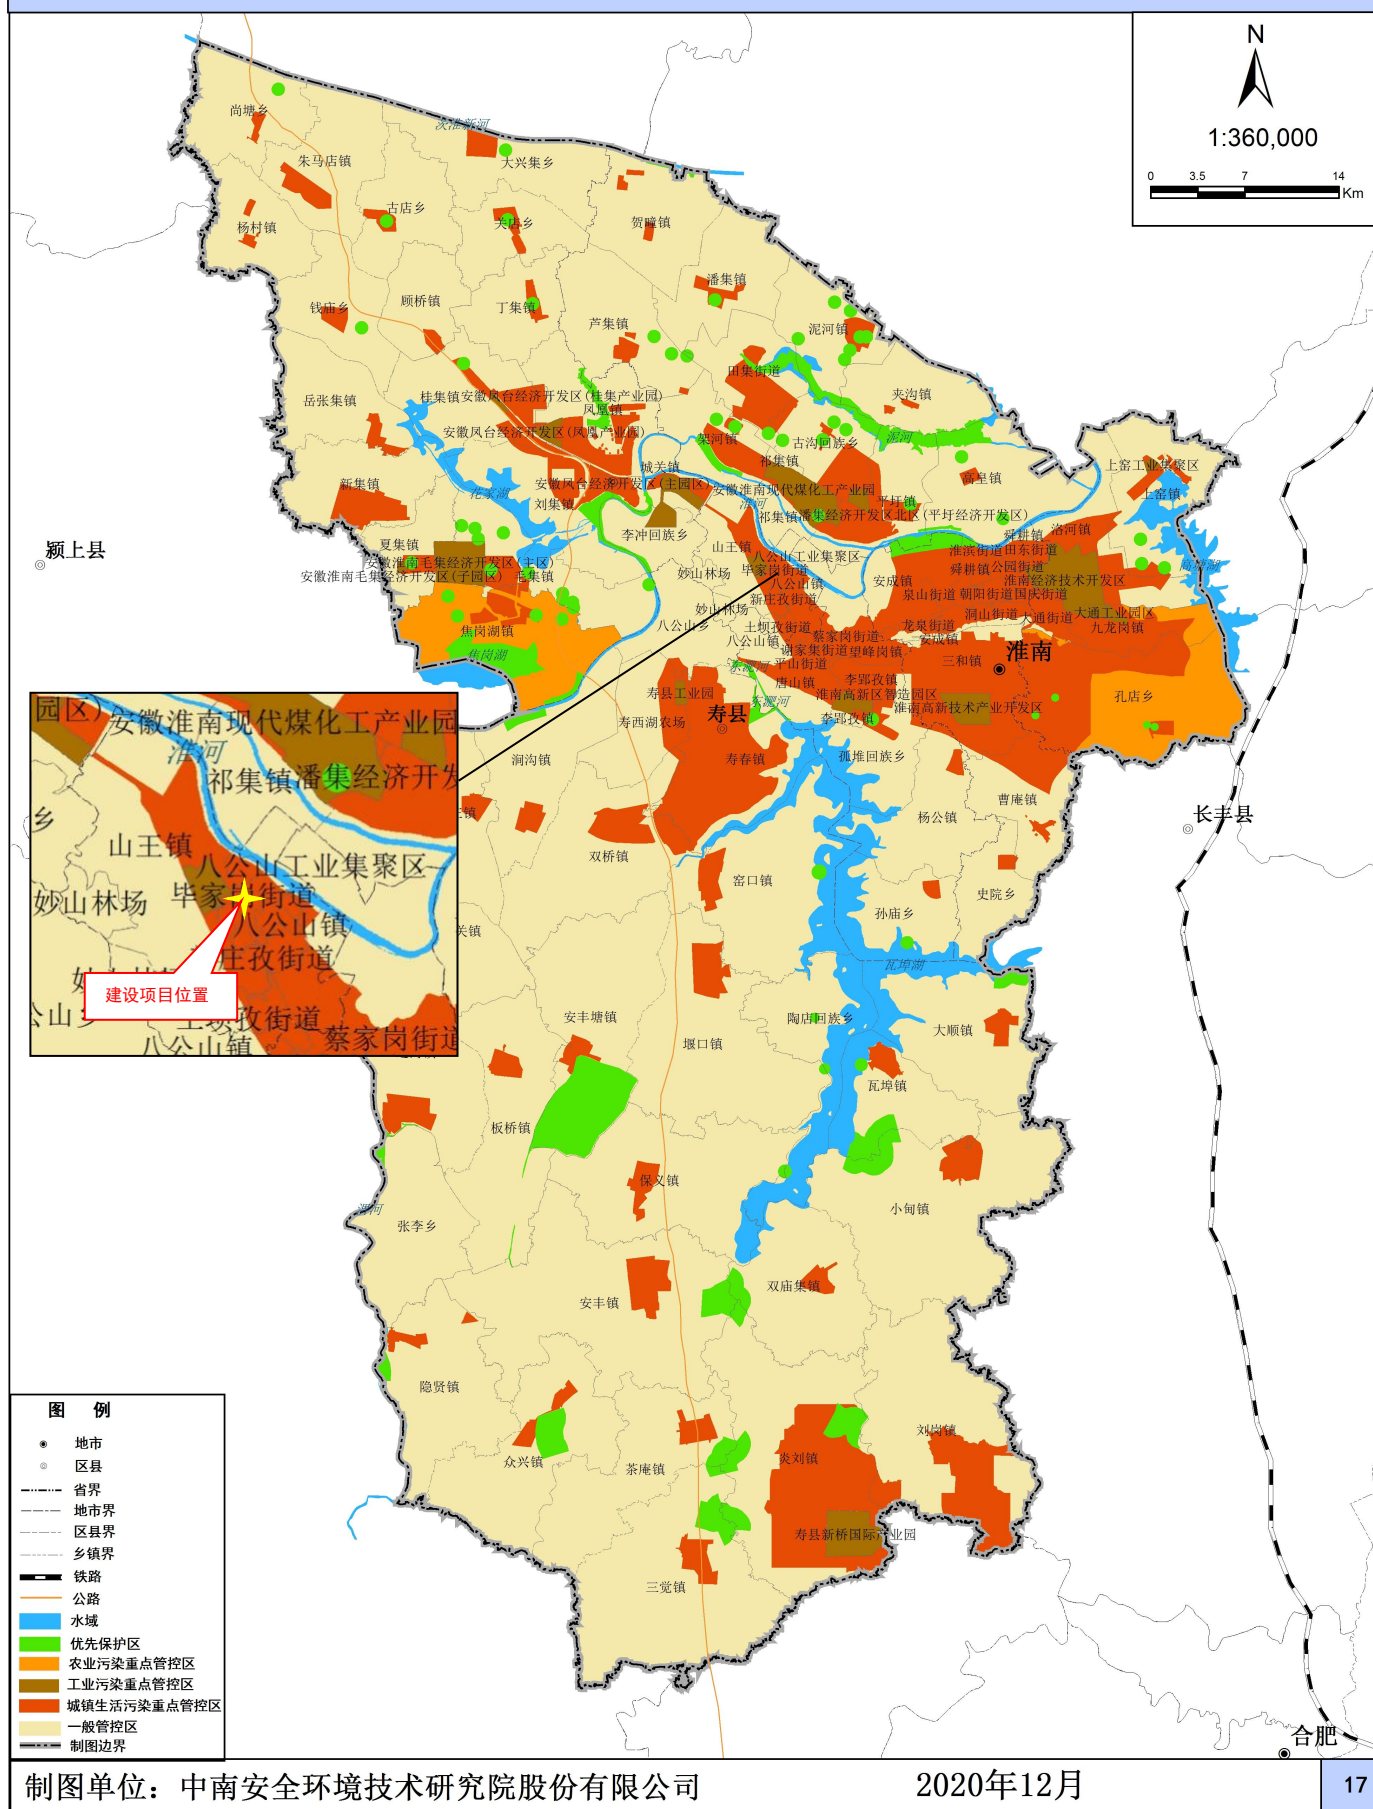 N
1:360,000
0 3.5 7 14 Km
尚塘乡
次淮新河
大兴集乡
朱马店镇
古店乡
关店乡
贺疃镇
杨村镇
潘集镇
顾桥镇
钱庙乡
丁集镇
芦集镇
泥河镇
田集街道
夹沟镇
岳张集镇
桂集镇
安徽凤台经济开发区(桂集产业园)
凤凰镇
安徽凤台经济开发区(凤凰产业园)
架河镇
古沟回族乡
泥河
城关镇
祁集镇
上窑工业集聚区
高皇镇
新集镇
花家湖
安徽凤台经济开发区(主园区)
安徽淮南现代煤化工产业园
上窑镇
刘集镇
淮河
平圩镇
祁集镇
潘集经济开发区北区(平圩经济开发区)
李冲回族乡
舜耕镇
洛河镇
夏集镇
山王镇
八公山工业集聚区
淮滨街道
田东街道
安徽淮南毛集经济开发区(主区)
毕家岗街道
舜耕镇
公园街道
高塘湖
颍上县
安徽淮南毛集经济开发区(子园区)
毛集镇
妙山林场
八公山镇
安成镇
淮南经济技术开发区
新庄孜街道
泉山街道
朝阳街道
国庆街道
妙山林场
洞山街道
大通街道
大通工业园区
焦岗湖镇
八公山乡
土坝孜街道
龙泉街道
九龙岗镇
八公山镇
蔡家岗街道
安成镇
焦岗湖
谢家集街道
望峰岗镇
三和镇
淮南
东淝河
平山街道
唐山镇
李郢孜镇
寿县工业园
淮南高新区智造园区
孔店乡
东淝河
淮南高新技术产业开发区
寿县
寿西湖农场
李郢孜镇
涧沟镇
寿春镇
孤堆回族乡
曹庵镇
杨公镇
长丰县
双桥镇
窑口镇
史院乡
孙庙乡
瓦埠湖
安丰塘镇
陶店回族乡
大顺镇
堰口镇
瓦埠镇
板桥镇
保义镇
小甸镇
淠河
张李乡
双庙集镇
安丰镇
隐贤镇
刘岗镇
众兴镇
茶庵镇
炎刘镇
寿县新桥国际产业园
三觉镇
合肥
园区)
安徽淮南现代煤化工产业园
淮河
祁集镇
潘集经济开发
乡
山王镇
八公山工业集聚区
毕家岗街道
妙山林场
八公山镇
庄孜街道
建设项目位置
公山乡
土坝孜街道
八公山镇
蔡家岗街道
图 例
地市
区县
省界
地市界
区县界
乡镇界
铁路
公路
水域
优先保护区
农业污染重点管控区
工业污染重点管控区
城镇生活污染重点管控区
一般管控区
制图边界
制图单位：中南安全环境技术研究院股份有限公司
2020年12月
17